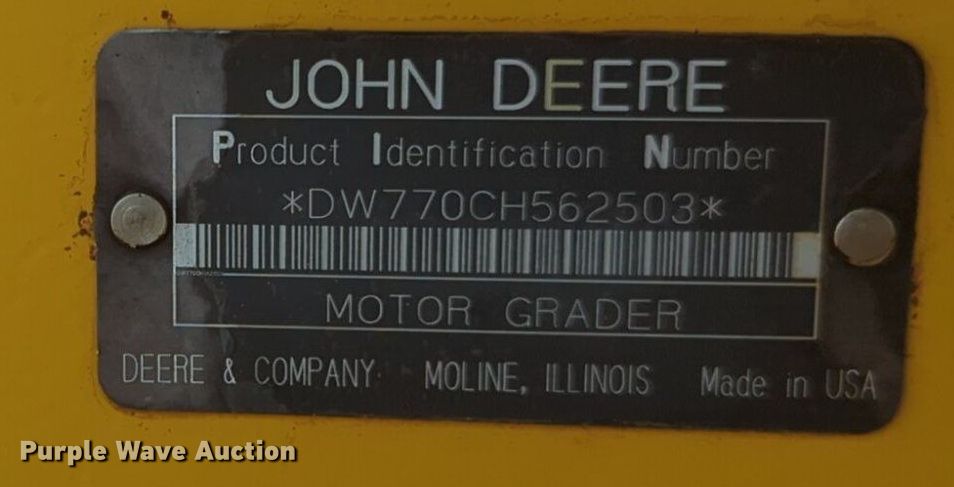 JOHN DEERE
Product Identification Number
*DW770CH562503*
MOTOR GRADER
DEERE & COMPANY MOLINE, ILLINOIS Made in USA
Purple Wave Auction